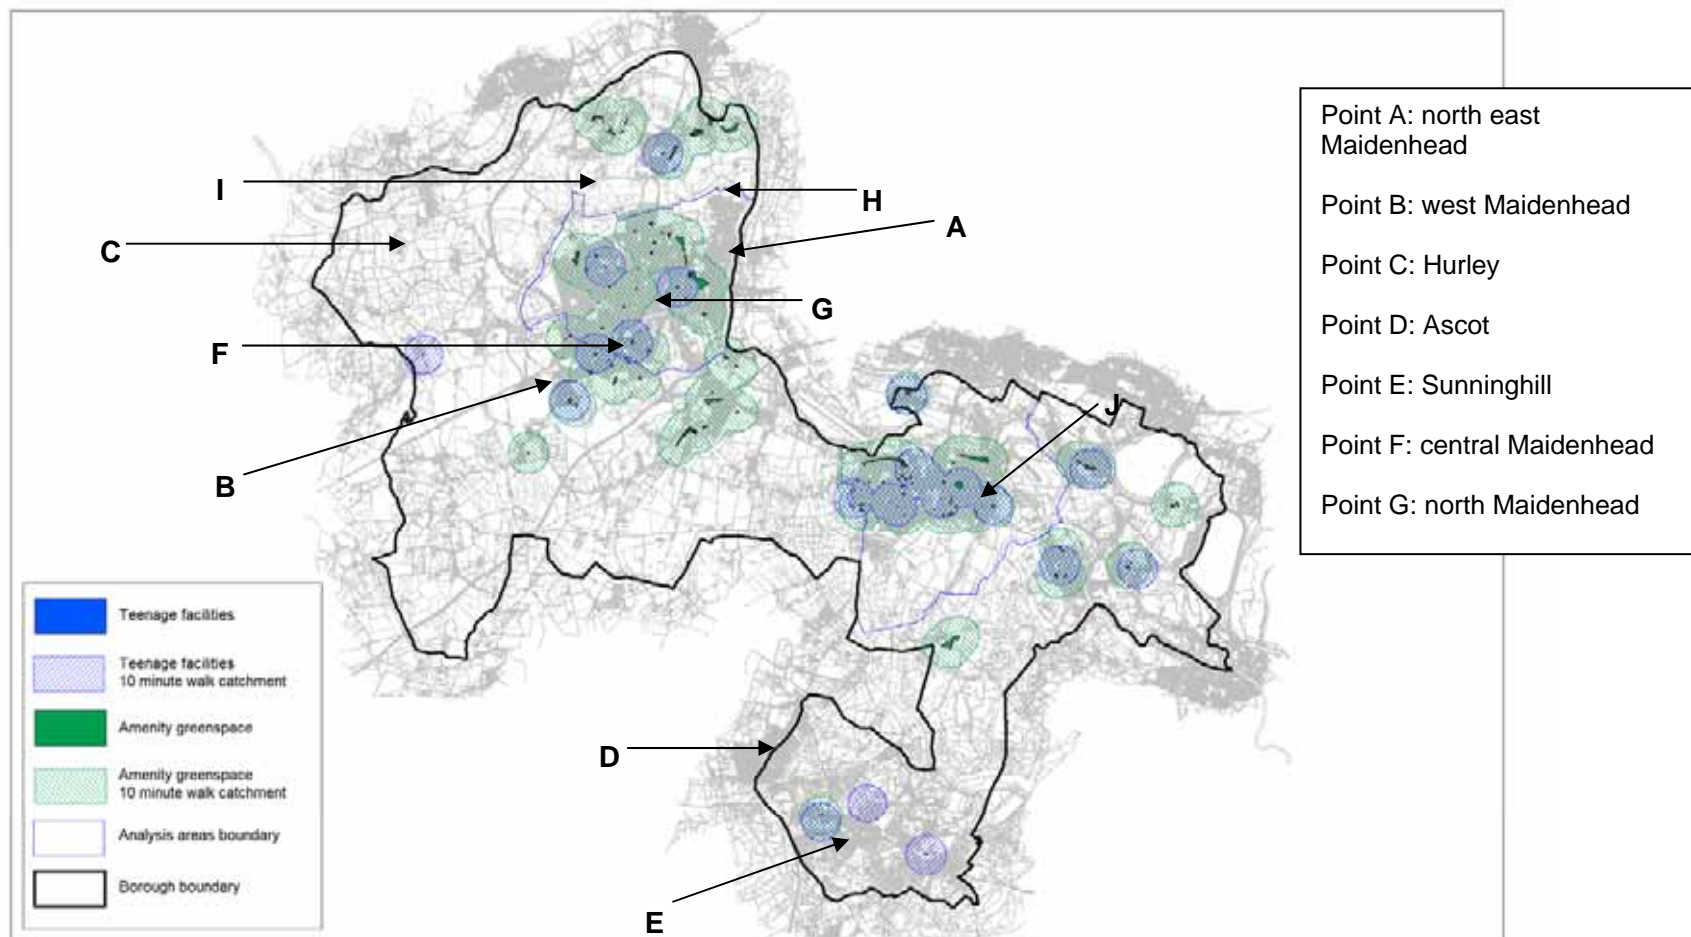 I
H
A
C
G
F
J
B
D
E
Point A: north east
Maidenhead
Point B: west Maidenhead
Point C: Hurley
Point D: Ascot
Point E: Sunninghill
Point F: central Maidenhead
Point G: north Maidenhead
Teenage facilities
Teenage facilities
10 minute walk catchment
Amenity greenspace
Amenity greenspace
10 minute walk catchment
Analysis areas boundary
Borough boundary